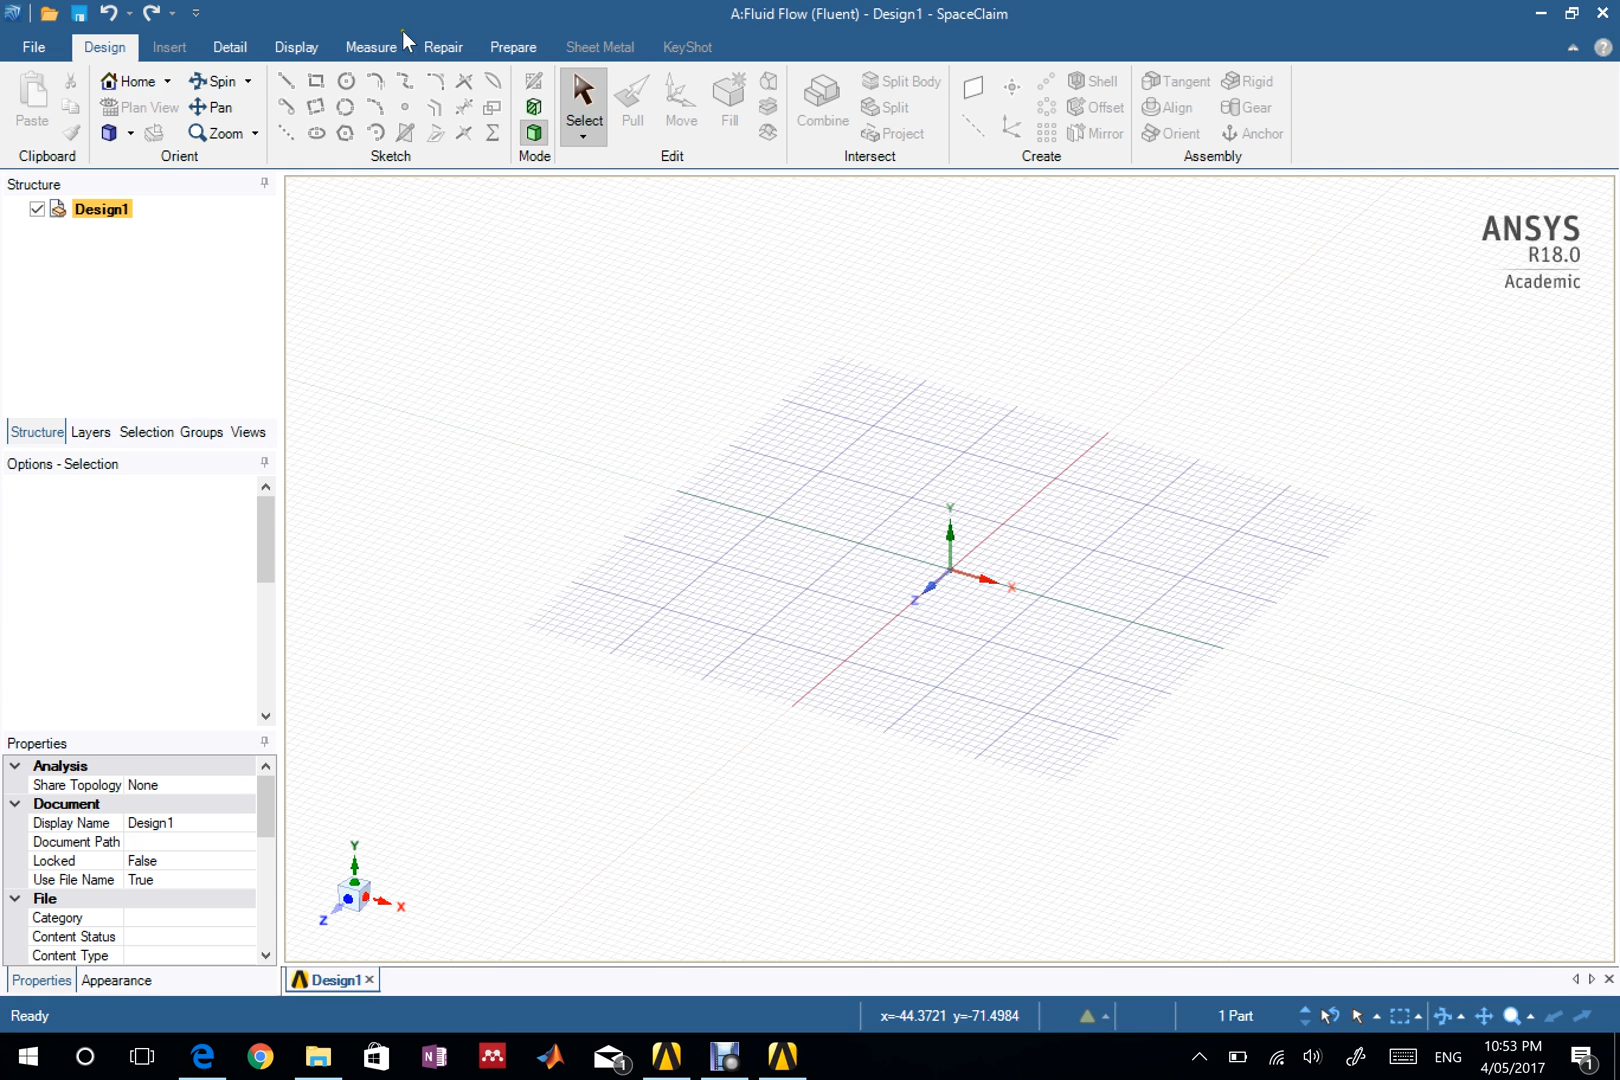 A:Fluid Flow (Fluent) - Design1 - SpaceClaim
File Design Insert Detail Display Measure Repair Prepare Sheet Metal KeyShot
Paste
Clipboard
Home Spin
Plan View Pan
Zoom
Orient
Sketch
Mode
Select Pull Move Fill
Edit
Combine
Split Body
Split
Project
Intersect
Shell
Offset
Mirror
Create
Tangent Rigid
Align Gear
Orient Anchor
Assembly
Structure
Design1
Structure Layers Selection Groups Views
Options - Selection
Properties
Analysis
Share Topology None
Document
Display Name Design1
Document Path
Locked False
Use File Name True
File
Category
Content Status
Content Type
Properties Appearance
ANSYS
R18.0
Academic
Y
X
Z
Y
X
Z
Design1
Ready x=-44.3721 y=-71.4984 1 Part
1
ENG
10:53 PM
4/05/2017
1